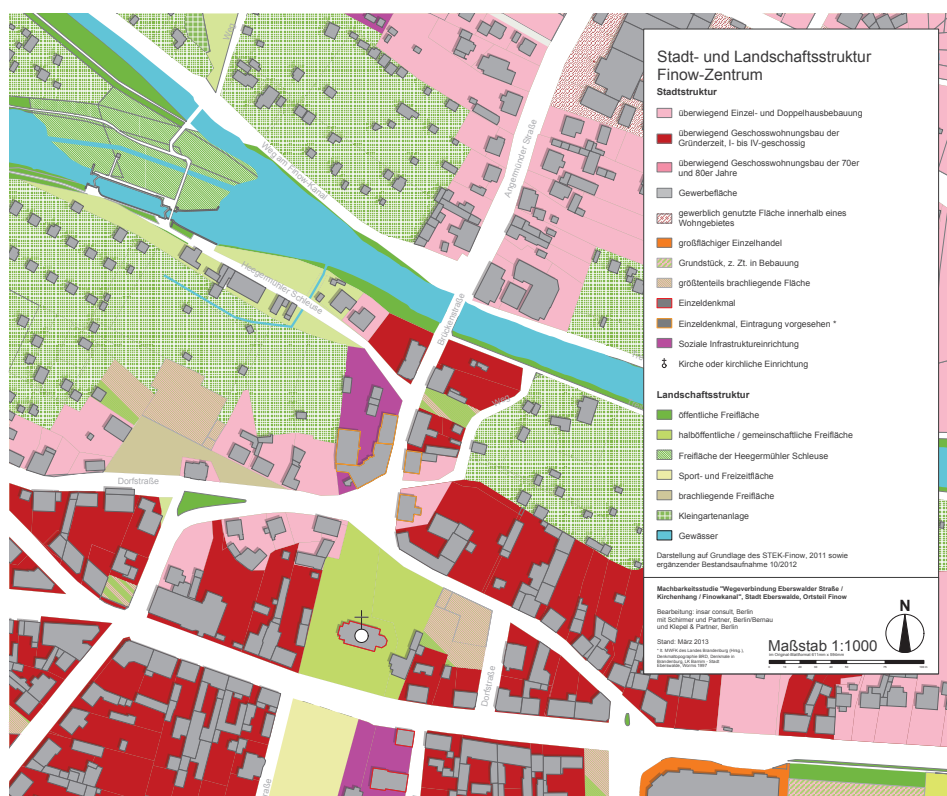 Stadt- und Landschaftsstruktur
Finow-Zentrum
Stadtstruktur
überwiegend Einzel- und Doppelhausbebauung
überwiegend Geschosswohnungsbau der
Gründerzeit, I- bis IV-geschossig
überwiegend Geschosswohnungsbau der 70er
und 80er Jahre
Gewerbefläche
gewerblich genutzte Fläche innerhalb eines
Wohngebietes
großflächiger Einzelhandel
Grundstück, z. Zt. in Bebauung
größtenteils brachliegende Fläche
Einzeldenkmal
Einzeldenkmal, Eintragung vorgesehen *
Soziale Infrastruktureinrichtung
Kirche oder kirchliche Einrichtung
Landschaftsstruktur
öffentliche Freifläche
halböffentliche / gemeinschaftliche Freifläche
Freifläche der Heegermühler Schleuse
Sport- und Freizeitfläche
brachliegende Freifläche
Kleingartenanlage
Gewässer
Darstellung auf Grundlage des STEK-Finow, 2011 sowie
ergänzender Bestandsaufnahme 10/2012
Machbarkeitsstudie "Wegeverbindung Eberswalder Straße /
Kirchenhang / Finowkanal", Stadt Eberswalde, Ortsteil Finow
Bearbeitung: insar consult, Berlin
mit Schirmer und Partner, Berlin/Bernau
und Klepel & Partner, Berlin
Stand: März 2013
N
Maßstab 1:1000
Weg
Weg am Finow-Kanal
Angermünder Straße
Heegermühler Schleuse
Brückenstraße
Weg
Dorfstraße
Dorfstraße
straße